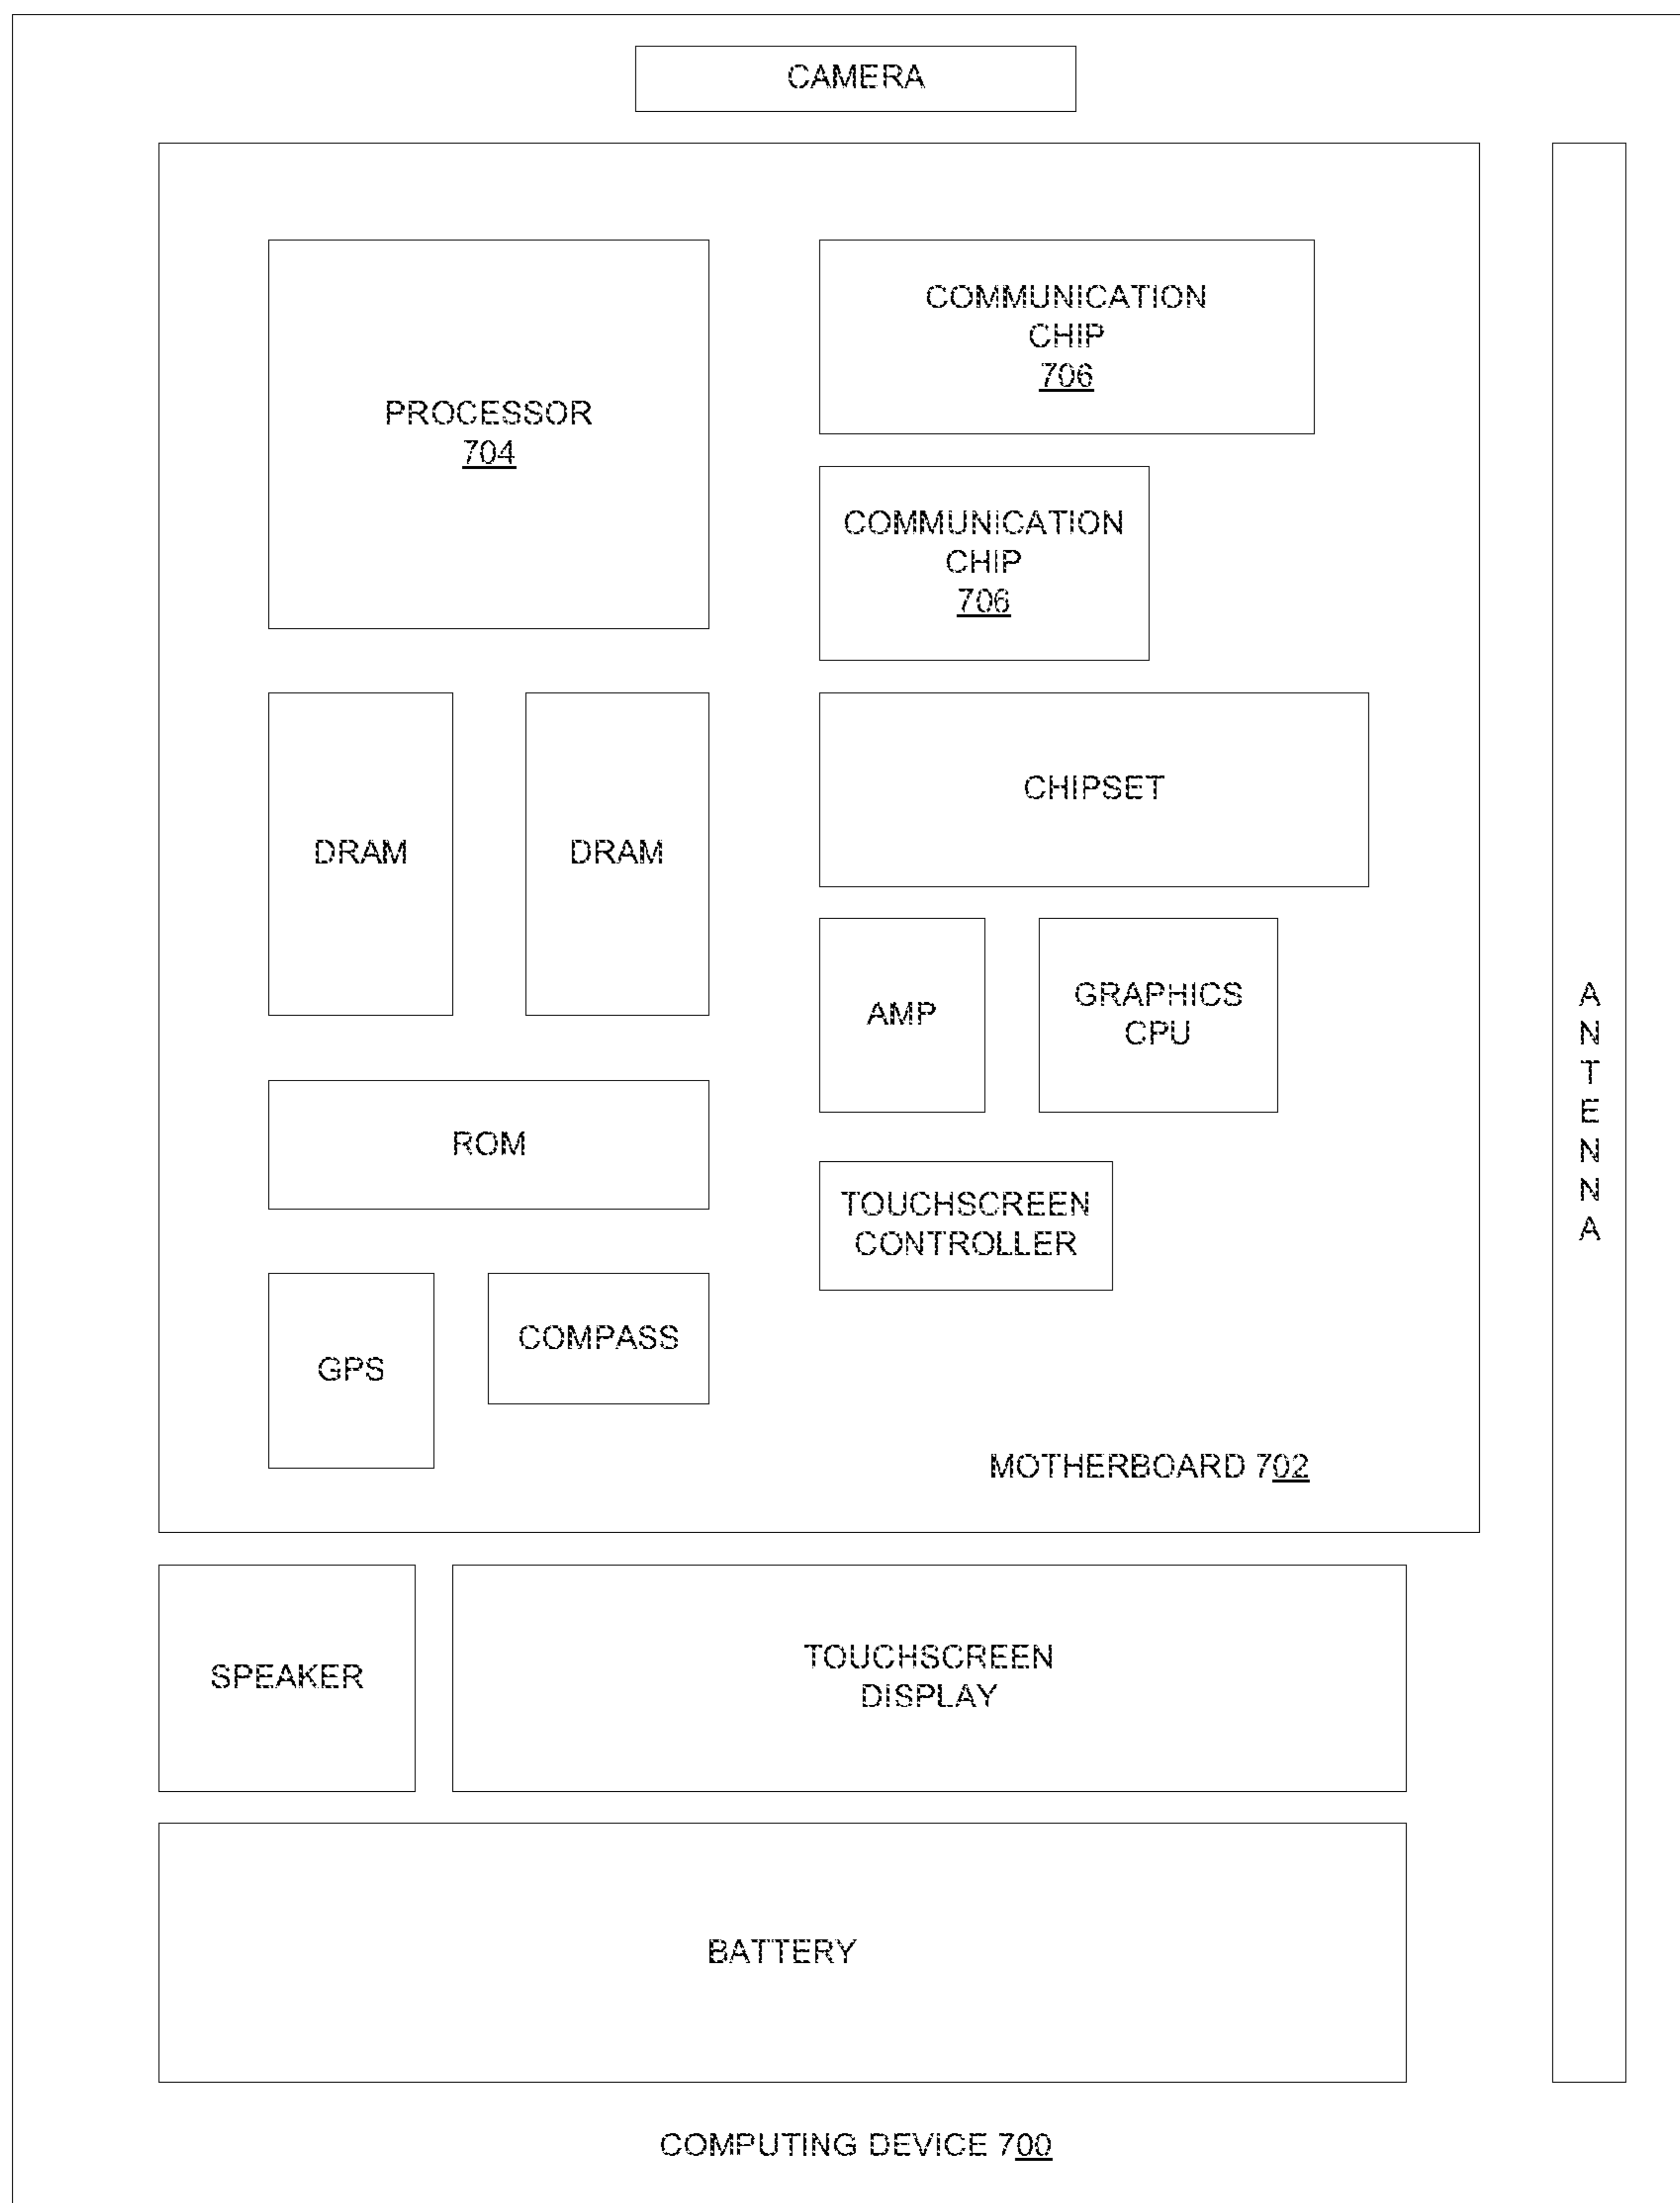 CAMERA
PROCESSOR
704
COMMUNICATION
CHIP
706
COMMUNICATION
CHIP
706
DRAM
DRAM
CHIPSET
AMP
GRAPHICS
CPU
ROM
TOUCHSCREEN
CONTROLLER
GPS
COMPASS
MOTHERBOARD 702
A
N
T
E
N
N
A
SPEAKER
TOUCHSCREEN
DISPLAY
BATTERY
COMPUTING DEVICE 700